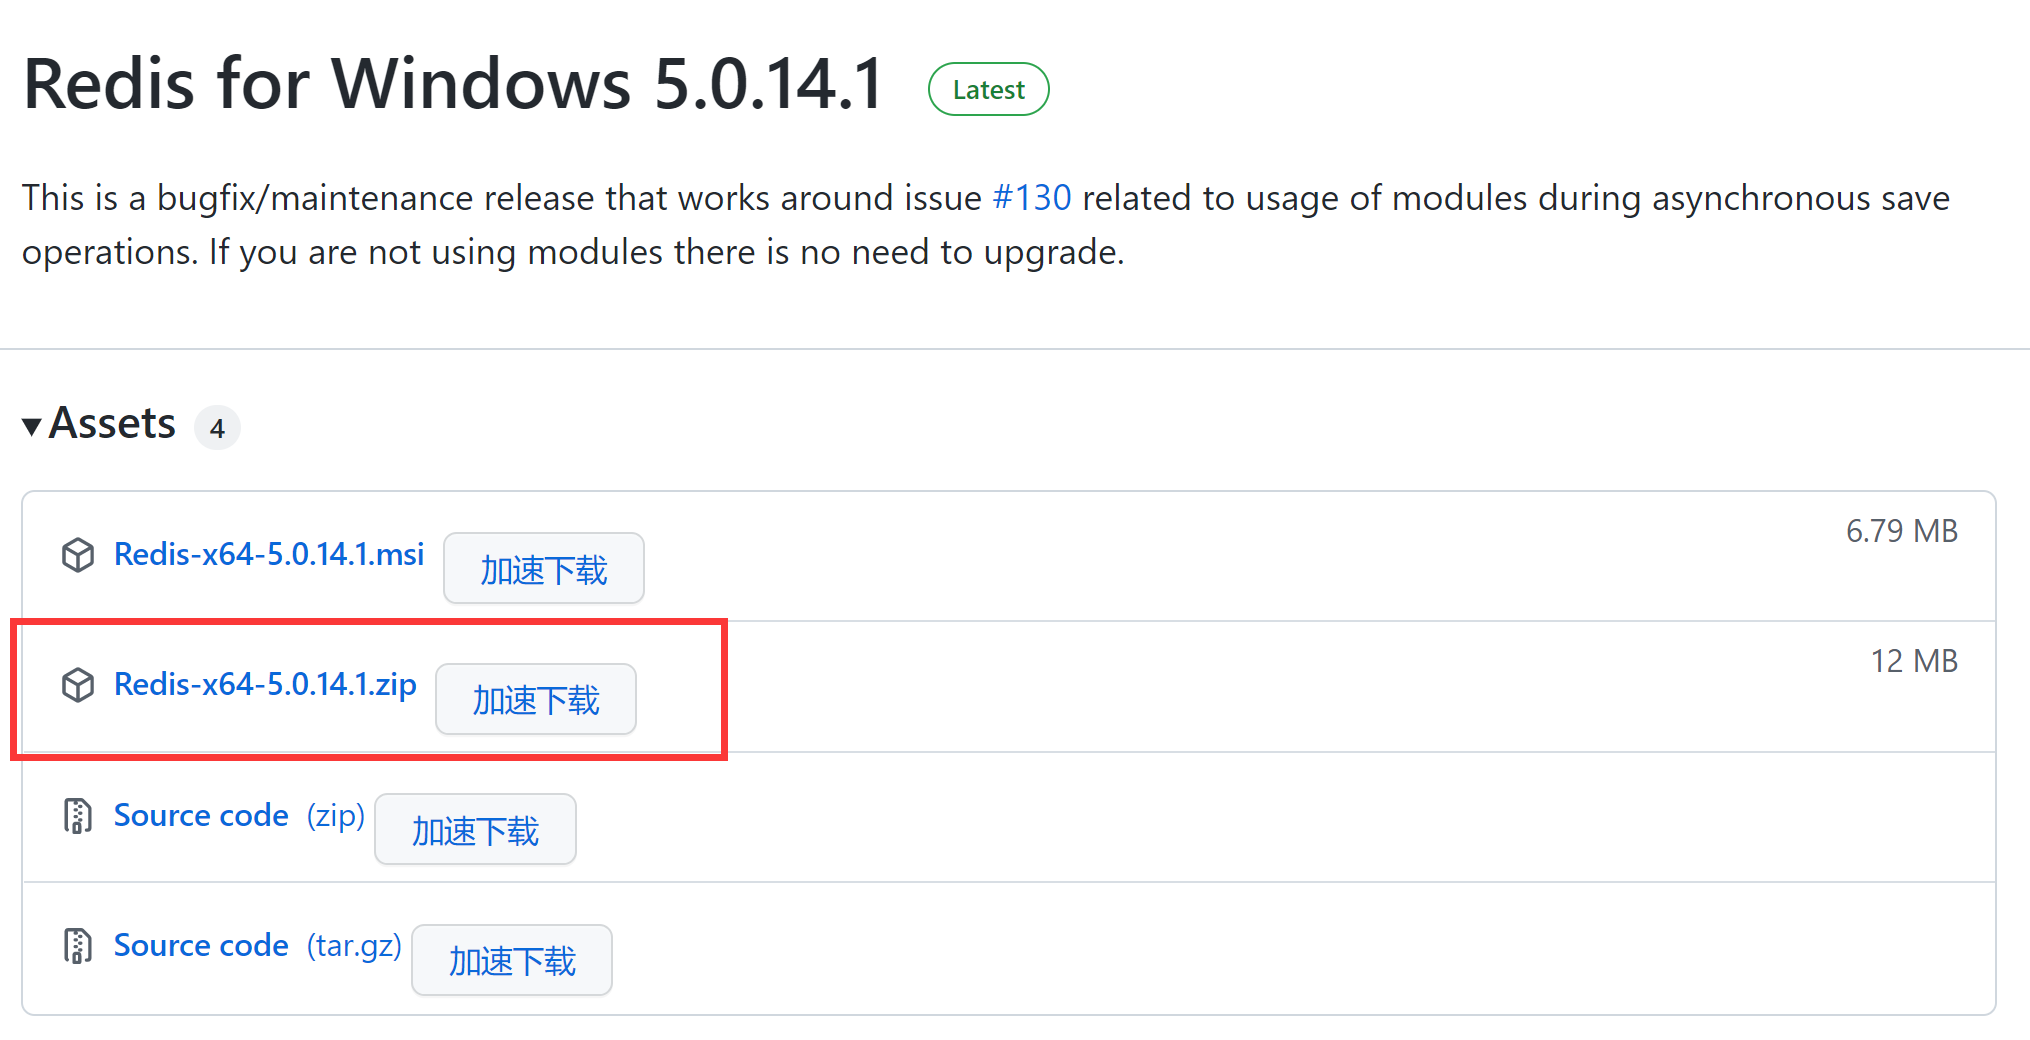 Redis for Windows 5.0.14.1 Latest
This is a bugfix/maintenance release that works around issue #130 related to usage of modules during asynchronous save
operations. If you are not using modules there is no need to upgrade.
Assets 4
Redis-x64-5.0.14.1.msi 加速下载 6.79 MB
Redis-x64-5.0.14.1.zip 加速下载 12 MB
Source code (zip) 加速下载
Source code (tar.gz) 加速下载